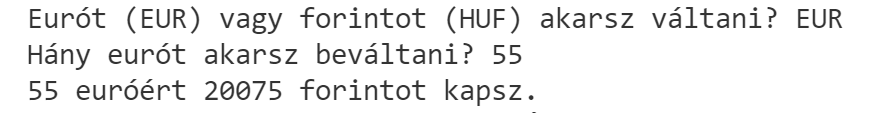 Eurót (EUR) vagy forintot (HUF) akarsz váltani? EUR
Hány eurót akarsz beváltani? 55
55 euróért 20075 forintot kapsz.